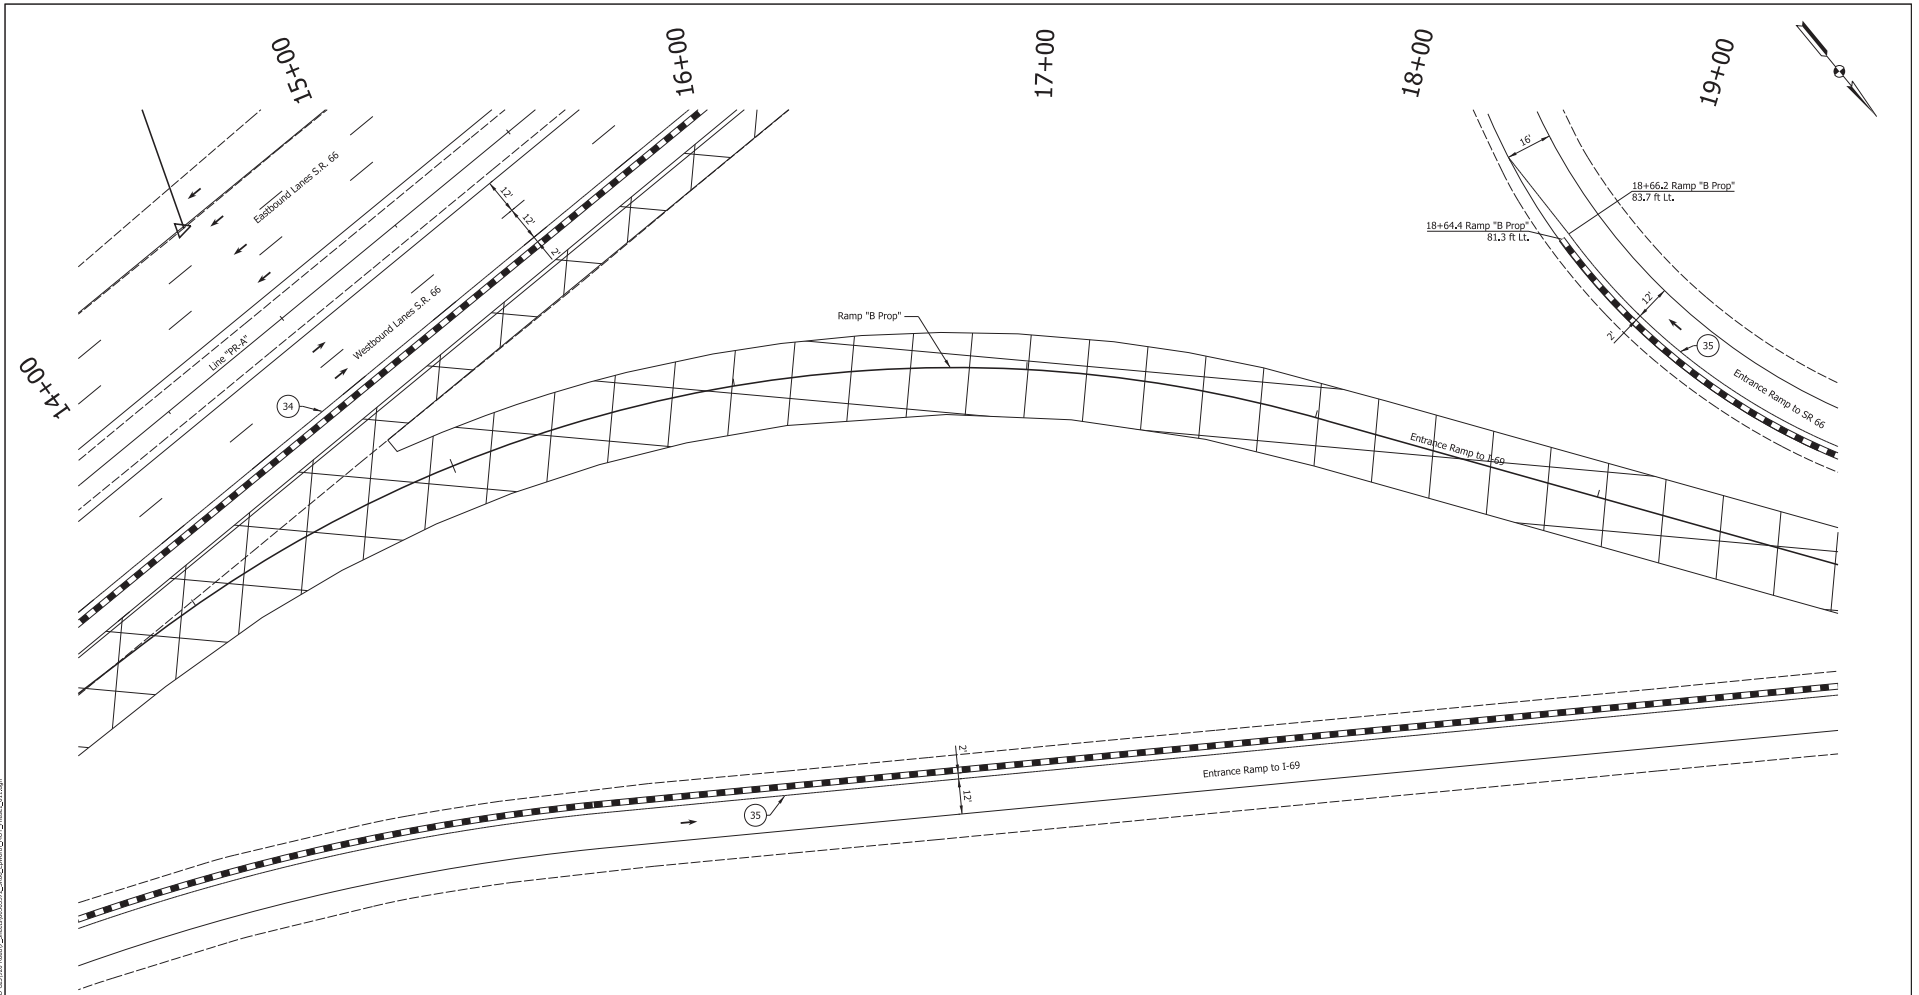 15+00
16+00
17+00
18+00
19+00
14+00
Eastbound Lanes S.R. 66
12'
12'
2'
Westbound Lanes S.R. 66
Line "PR-A"
34
Ramp "B Prop"
16'
18+66.2 Ramp "B Prop"
83.7 ft Lt.
18+64.4 Ramp "B Prop"
81.3 ft Lt.
12'
2'
35
Entrance Ramp to SR 66
Entrance Ramp to I-69
2'
12'
Entrance Ramp to I-69
35